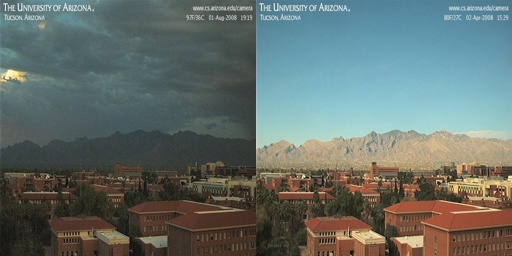 THE UNIVERSITY OF ARIZONA.
www.cs.arizona.edu/camera
TUCSON, ARIZONA
97F/36C 01-Aug-2008 19:19
THE UNIVERSITY OF ARIZONA.
www.cs.arizona.edu/camera
TUCSON, ARIZONA
80F/27C 02-Apr-2008 15:29